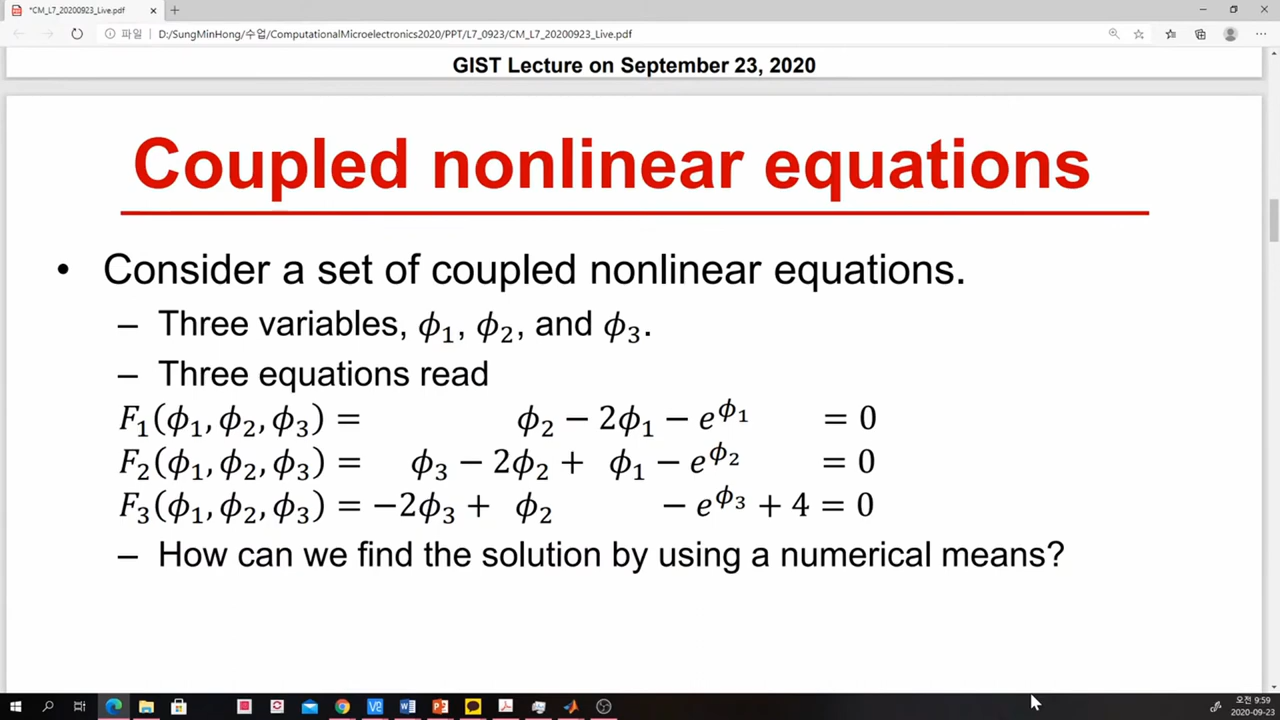 *CM_L7_20200923_Live.pdf
파일 D:/SungMinHong/수업/ComputationalMicroelectronics2020/PPT/L7_0923/CM_L7_20200923_Live.pdf
GIST Lecture on September 23, 2020
Coupled nonlinear equations
• Consider a set of coupled nonlinear equations.
– Three variables, ϕ₁, ϕ₂, and ϕ₃.
– Three equations read
F₁(ϕ₁, ϕ₂, ϕ₃) = ϕ₂ − 2ϕ₁ − e^{ϕ₁} = 0
F₂(ϕ₁, ϕ₂, ϕ₃) = ϕ₃ − 2ϕ₂ + ϕ₁ − e^{ϕ₂} = 0
F₃(ϕ₁, ϕ₂, ϕ₃) = −2ϕ₃ + ϕ₂ − e^{ϕ₃} + 4 = 0
– How can we find the solution by using a numerical means?
오전 9:59
2020-09-23